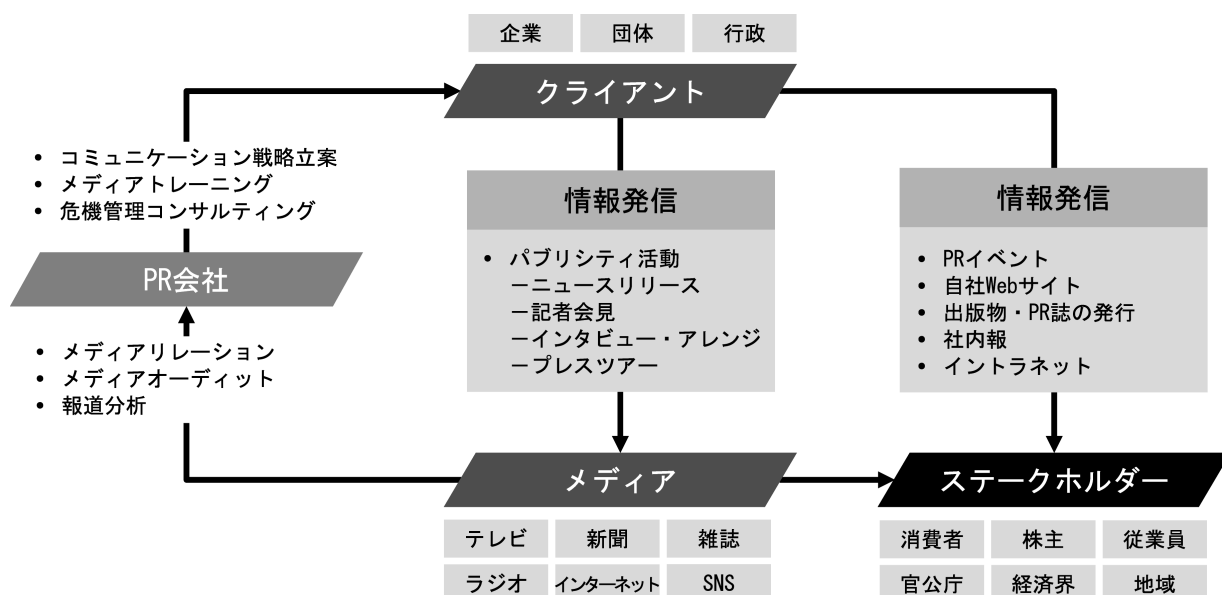 企業
団体
行政
クライアント
• コミュニケーション戦略立案
• メディアトレーニング
• 危機管理コンサルティング
PR会社
• メディアリレーション
• メディアオーディット
• 報道分析
情報発信
• パブリシティ活動
－ニュースリリース
－記者会見
－インタビュー・アレンジ
－プレスツアー
情報発信
• PRイベント
• 自社Webサイト
• 出版物・PR誌の発行
• 社内報
• イントラネット
メディア
テレビ
新聞
雑誌
ラジオ
インターネット
SNS
ステークホルダー
消費者
株主
従業員
官公庁
経済界
地域